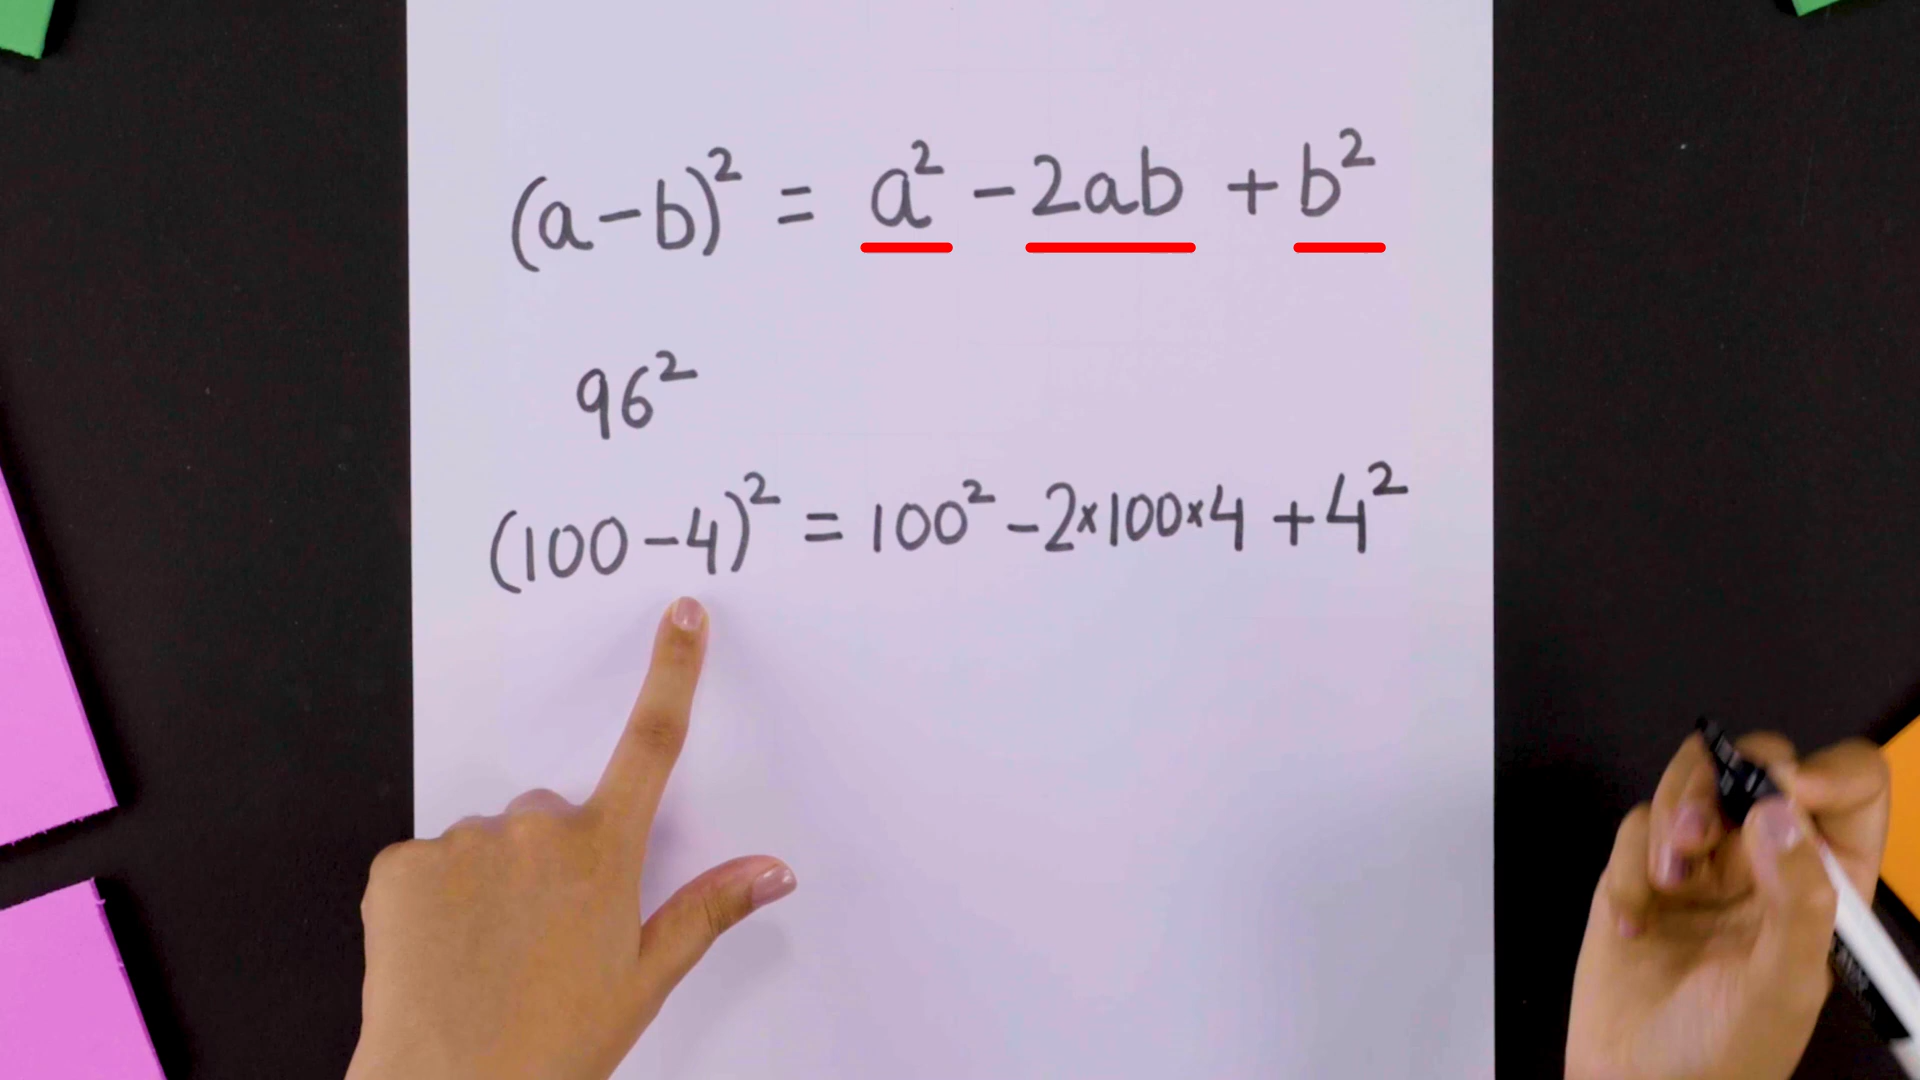 (a-b)² = a² - 2ab + b²
96²
(100-4)² = 100² - 2×100×4 + 4²